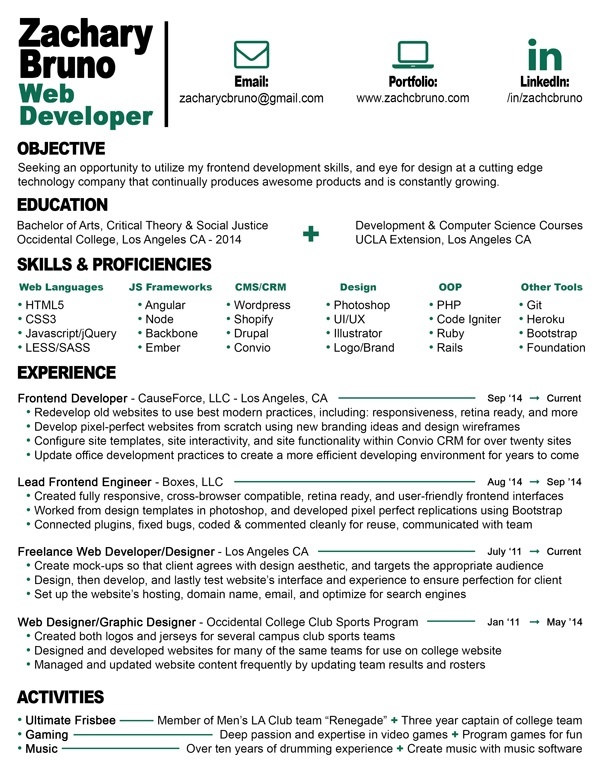 Zachary
Bruno
Web
Developer
Email:
zacharycbruno@gmail.com
Portfolio:
www.zachcbruno.com
in
LinkedIn:
/in/zachcbruno
OBJECTIVE
Seeking an opportunity to utilize my frontend development skills, and eye for design at a cutting edge
technology company that continually produces awesome products and is constantly growing.
EDUCATION
Bachelor of Arts, Critical Theory & Social Justice
Occidental College, Los Angeles CA - 2014
+
Development & Computer Science Courses
UCLA Extension, Los Angeles CA
SKILLS & PROFICIENCIES
Web Languages
• HTML5
• CSS3
• Javascript/jQuery
• LESS/SASS
JS Frameworks
• Angular
• Node
• Backbone
• Ember
CMS/CRM
• Wordpress
• Shopify
• Drupal
• Convio
Design
• Photoshop
• UI/UX
• Illustrator
• Logo/Brand
OOP
• PHP
• Code Igniter
• Ruby
• Rails
Other Tools
• Git
• Heroku
• Bootstrap
• Foundation
EXPERIENCE
Frontend Developer - CauseForce, LLC - Los Angeles, CA Sep '14 → Current
• Redevelop old websites to use best modern practices, including: responsiveness, retina ready, and more
• Develop pixel-perfect websites from scratch using new branding ideas and design wireframes
• Configure site templates, site interactivity, and site functionality within Convio CRM for over twenty sites
• Update office development practices to create a more efficient developing environment for years to come
Lead Frontend Engineer - Boxes, LLC Aug '14 → Sep '14
• Created fully responsive, cross-browser compatible, retina ready, and user-friendly frontend interfaces
• Worked from design templates in photoshop, and developed pixel perfect replications using Bootstrap
• Connected plugins, fixed bugs, coded & commented cleanly for reuse, communicated with team
Freelance Web Developer/Designer - Los Angeles CA July '11 → Current
• Create mock-ups so that client agrees with design aesthetic, and targets the appropriate audience
• Design, then develop, and lastly test website's interface and experience to ensure perfection for client
• Set up the website's hosting, domain name, email, and optimize for search engines
Web Designer/Graphic Designer - Occidental College Club Sports Program Jan '11 → May '14
• Created both logos and jerseys for several campus club sports teams
• Designed and developed websites for many of the same teams for use on college website
• Managed and updated website content frequently by updating team results and rosters
ACTIVITIES
• Ultimate Frisbee Member of Men's LA Club team "Renegade" + Three year captain of college team
• Gaming Deep passion and expertise in video games + Program games for fun
• Music Over ten years of drumming experience + Create music with music software